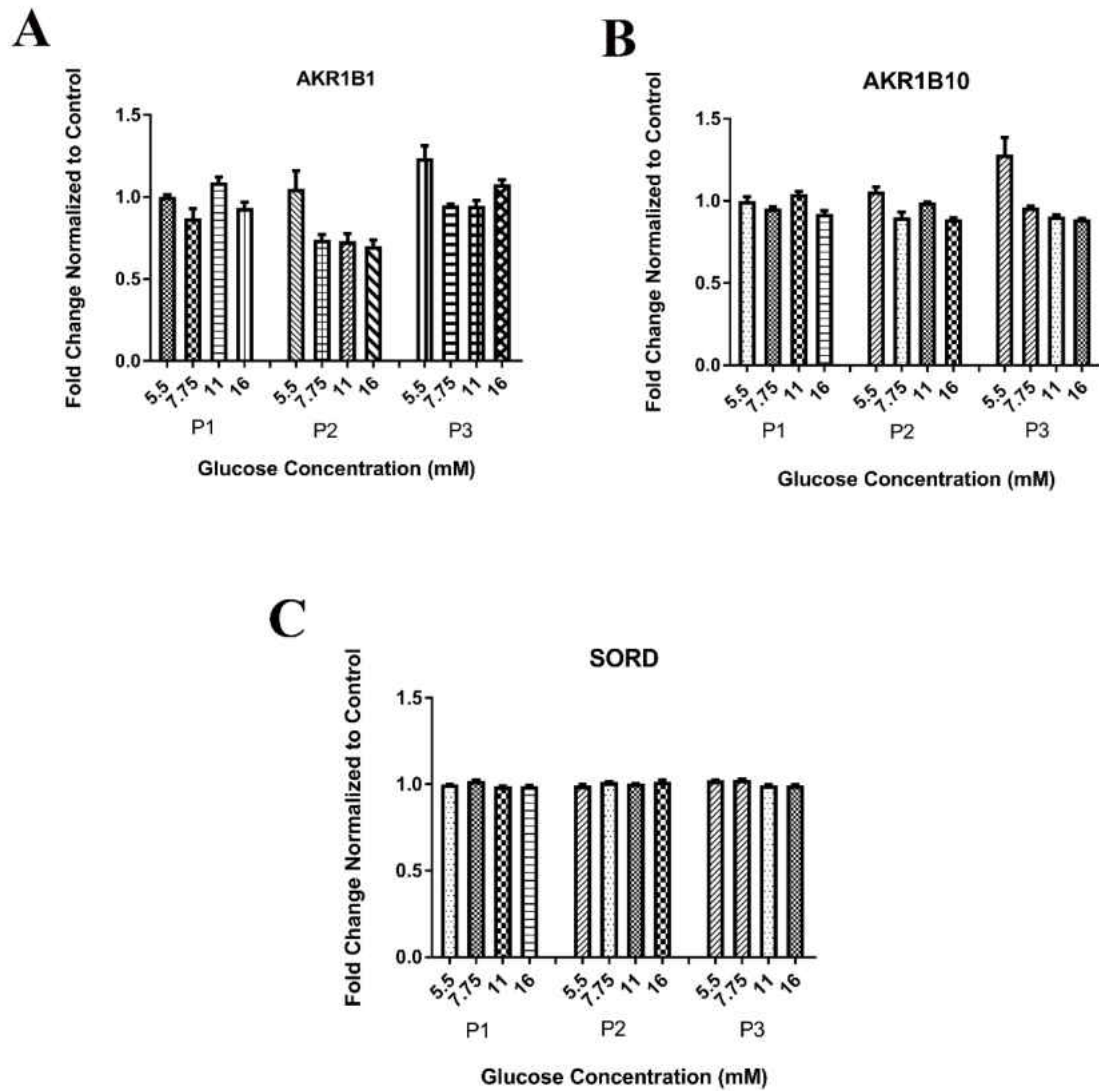 A
AKR1B1
Fold Change Normalized to Control
1.5
1.0
0.5
0.0
5.5 7.75 11 16 5.5 7.75 11 16 5.5 7.75 11 16
P1 P2 P3
Glucose Concentration (mM)
B
AKR1B10
Fold Change Normalized to Control
1.5
1.0
0.5
0.0
5.5 7.75 11 16 5.5 7.75 11 16 5.5 7.75 11 16
P1 P2 P3
Glucose Concentration (mM)
C
SORD
Fold Change Normalized to Control
1.5
1.0
0.5
0.0
5.5 7.75 11 16 5.5 7.75 11 16 5.5 7.75 11 16
P1 P2 P3
Glucose Concentration (mM)